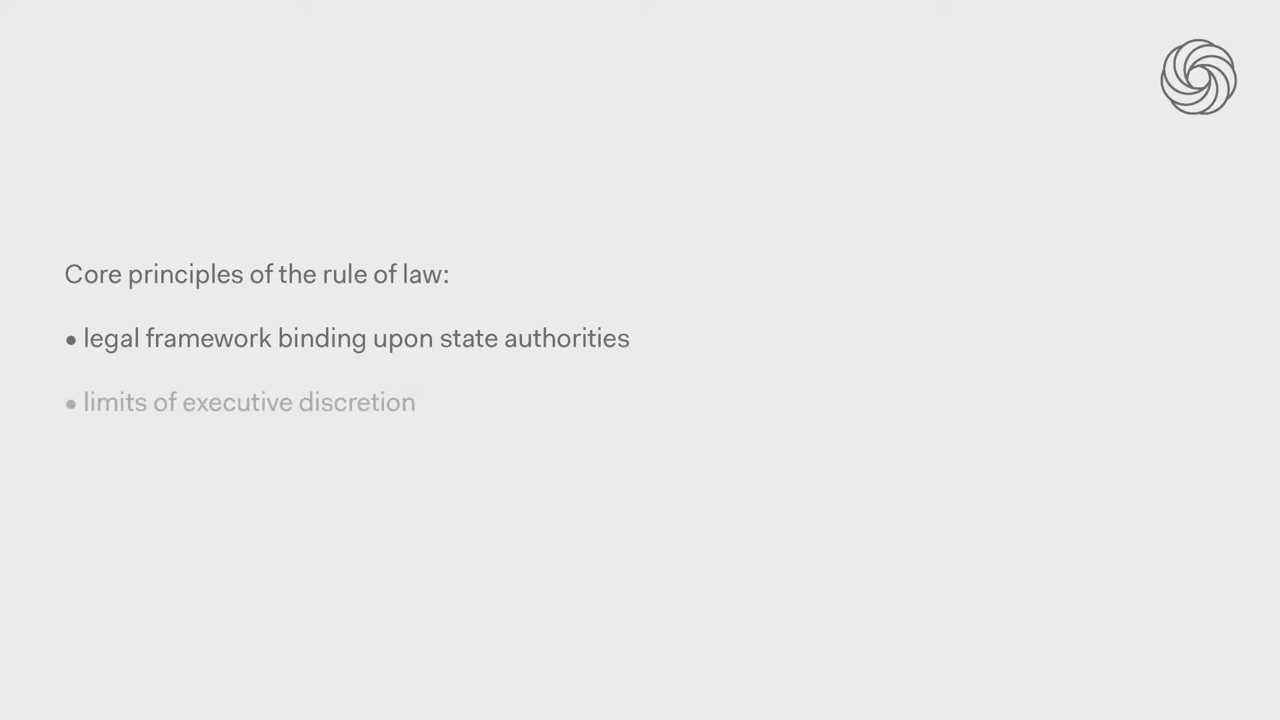 Core principles of the rule of law:
• legal framework binding upon state authorities
• limits of executive discretion